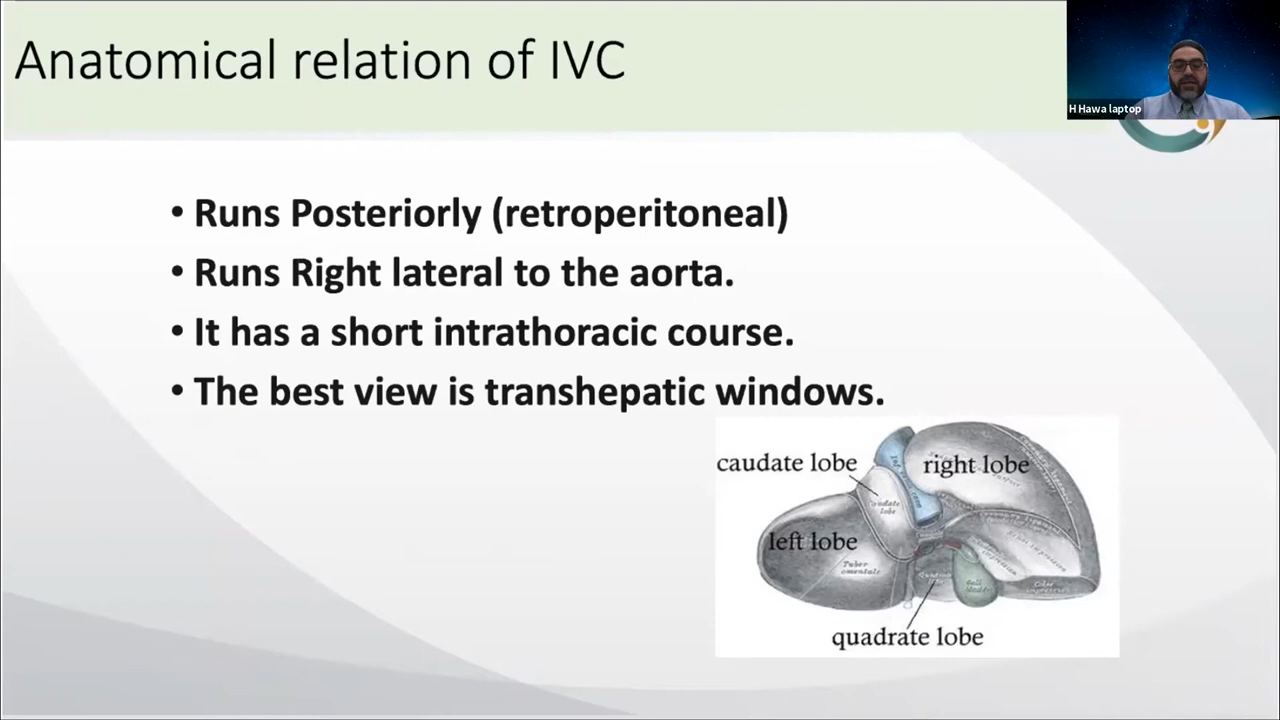 Anatomical relation of IVC
H Hawa laptop
• Runs Posteriorly (retroperitoneal)
• Runs Right lateral to the aorta.
• It has a short intrathoracic course.
• The best view is transhepatic windows.
caudate lobe
right lobe
left lobe
quadrate lobe